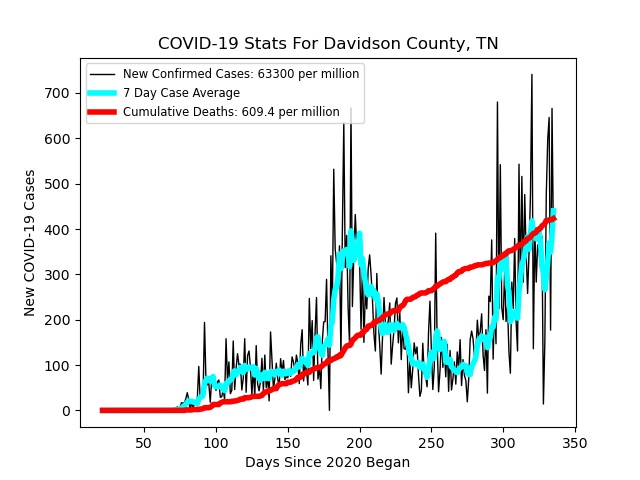 COVID-19 Stats For Davidson County, TN
New Confirmed Cases: 63300 per million
7 Day Case Average
Cumulative Deaths: 609.4 per million
New COVID-19 Cases
700
600
500
400
300
200
100
0
50 100 150 200 250 300 350
Days Since 2020 Began